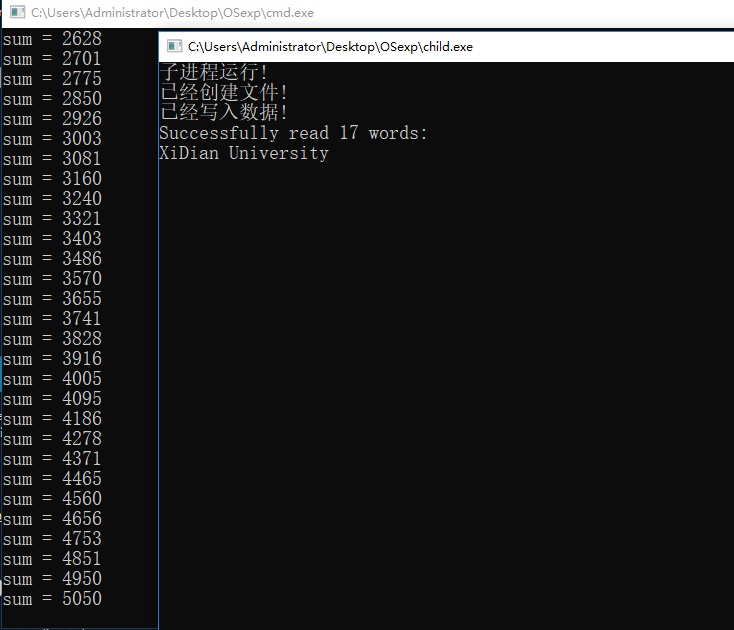 C:\Users\Administrator\Desktop\OSexp\cmd.exe
sum = 2628
sum = 2701
sum = 2775
sum = 2850
sum = 2926
sum = 3003
sum = 3081
sum = 3160
sum = 3240
sum = 3321
sum = 3403
sum = 3486
sum = 3570
sum = 3655
sum = 3741
sum = 3828
sum = 3916
sum = 4005
sum = 4095
sum = 4186
sum = 4278
sum = 4371
sum = 4465
sum = 4560
sum = 4656
sum = 4753
sum = 4851
sum = 4950
sum = 5050
C:\Users\Administrator\Desktop\OSexp\child.exe
子进程运行!
已经创建文件!
已经写入数据!
Successfully read 17 words:
XiDian University